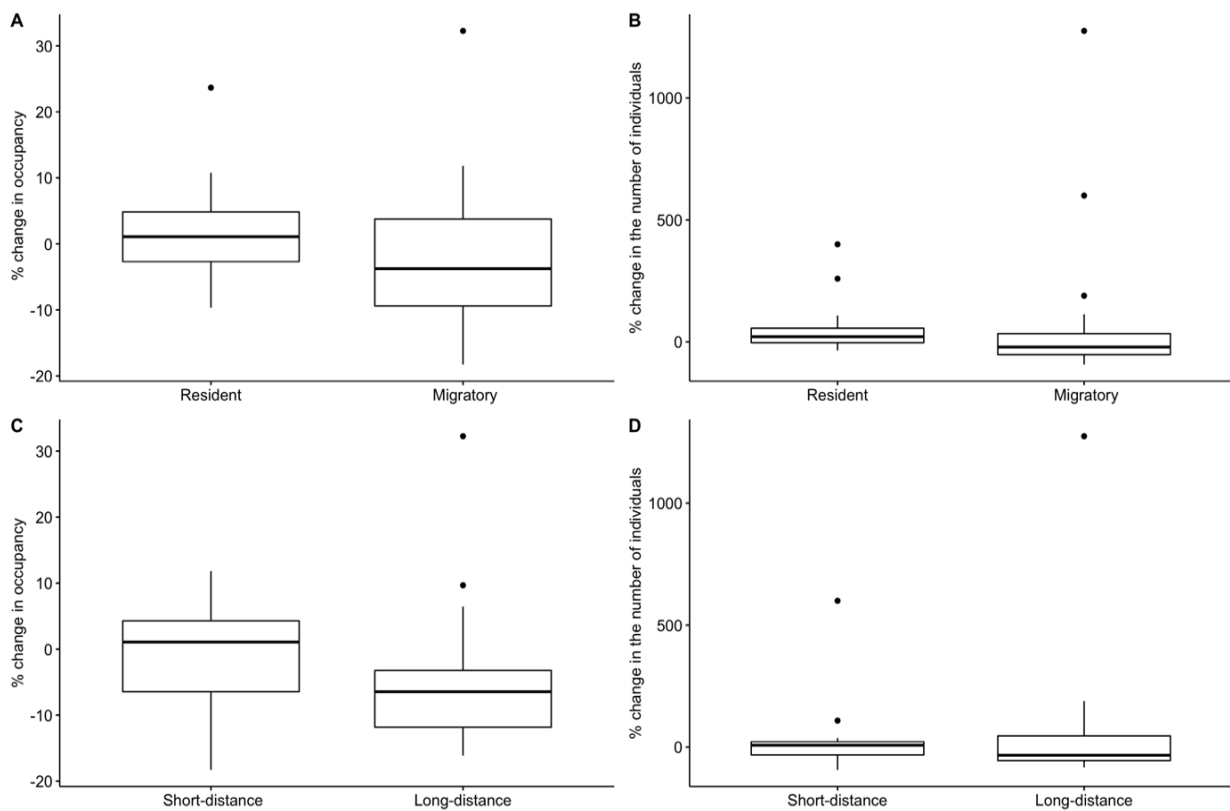 A
% change in occupancy
30
20
10
0
-10
-20
Resident
Migratory
B
% change in the number of individuals
1000
500
0
Resident
Migratory
C
% change in occupancy
30
20
10
0
-10
-20
Short-distance
Long-distance
D
% change in the number of individuals
1000
500
0
Short-distance
Long-distance